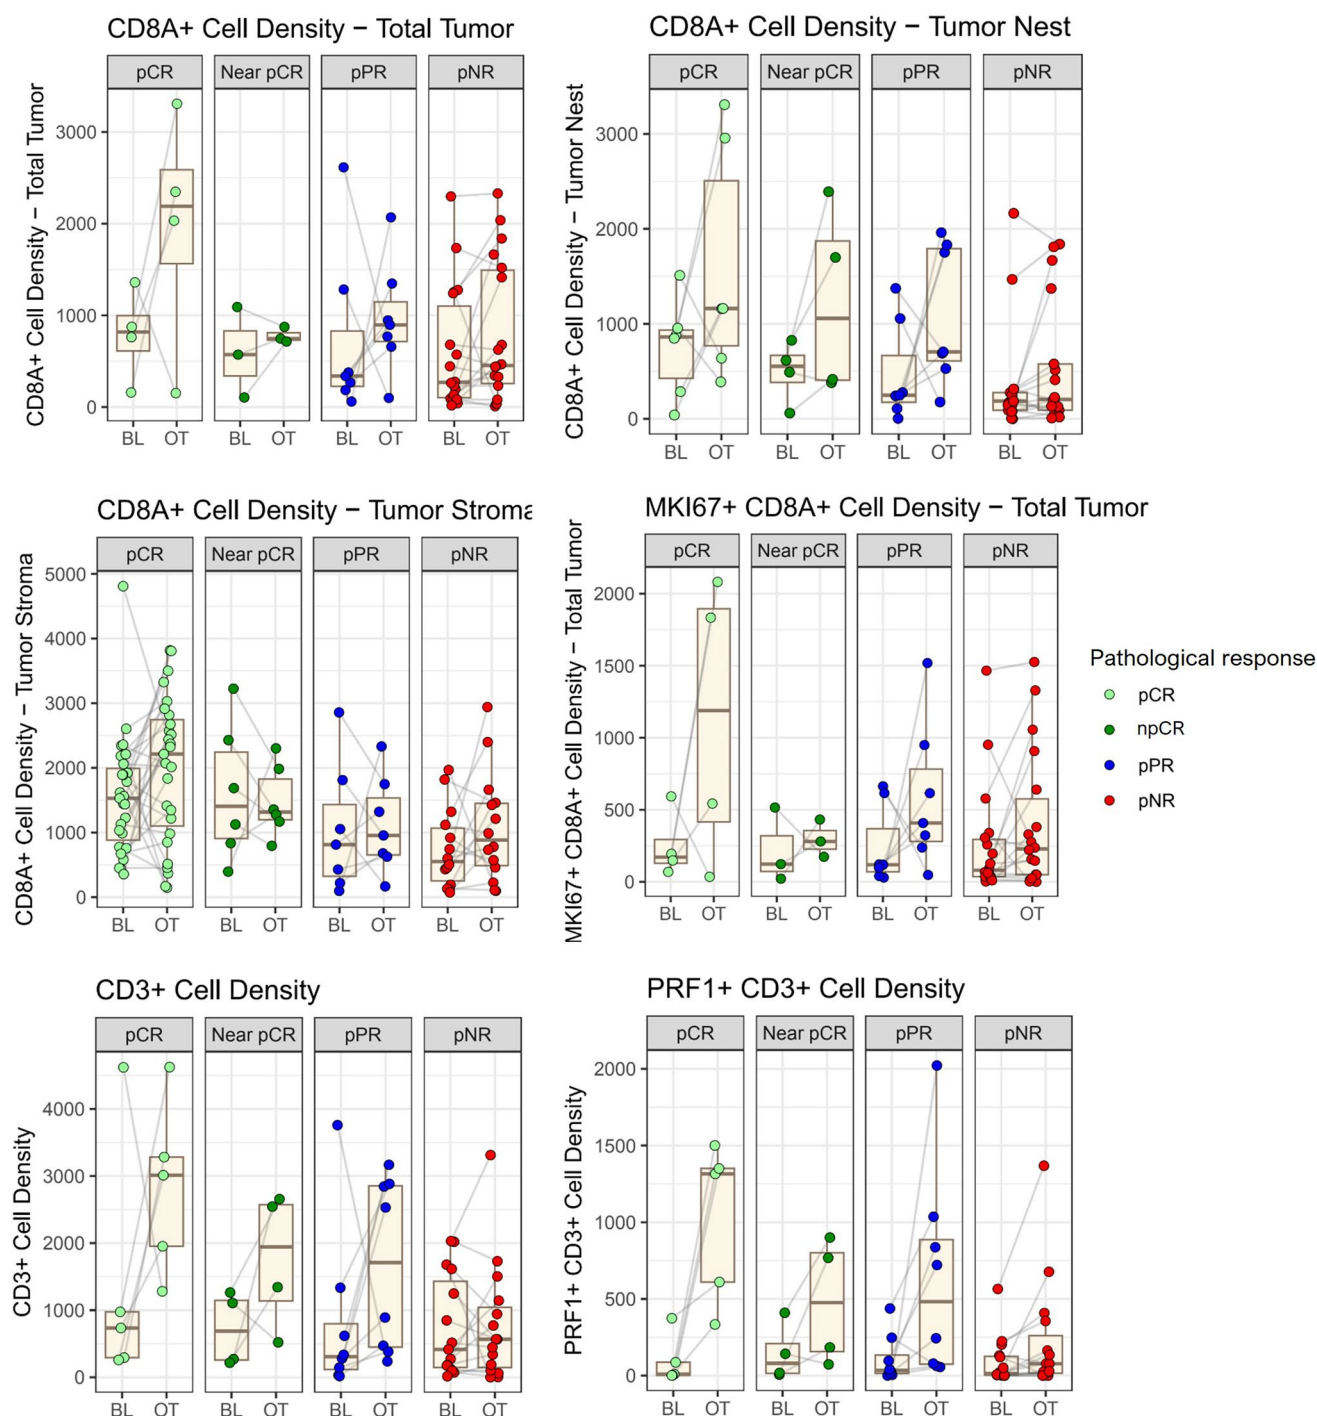 CD8A+ Cell Density – Total Tumor
pCR Near pCR pPR pNR
CD8A+ Cell Density – Total Tumor
3000
2000
1000
0
BL OT BL OT BL OT BL OT
CD8A+ Cell Density – Tumor Nest
pCR Near pCR pPR pNR
CD8A+ Cell Density – Tumor Nest
3000
2000
1000
0
BL OT BL OT BL OT BL OT
CD8A+ Cell Density – Tumor Stroma
pCR Near pCR pPR pNR
CD8A+ Cell Density – Tumor Stroma
5000
4000
3000
2000
1000
0
BL OT BL OT BL OT BL OT
MKI67+ CD8A+ Cell Density – Total Tumor
pCR Near pCR pPR pNR
MKI67+ CD8A+ Cell Density – Total Tumor
2000
1500
1000
500
0
BL OT BL OT BL OT BL OT
Pathological response
pCR
npCR
pPR
pNR
CD3+ Cell Density
pCR Near pCR pPR pNR
CD3+ Cell Density
4000
3000
2000
1000
0
BL OT BL OT BL OT BL OT
PRF1+ CD3+ Cell Density
pCR Near pCR pPR pNR
PRF1+ CD3+ Cell Density
2000
1500
1000
500
0
BL OT BL OT BL OT BL OT